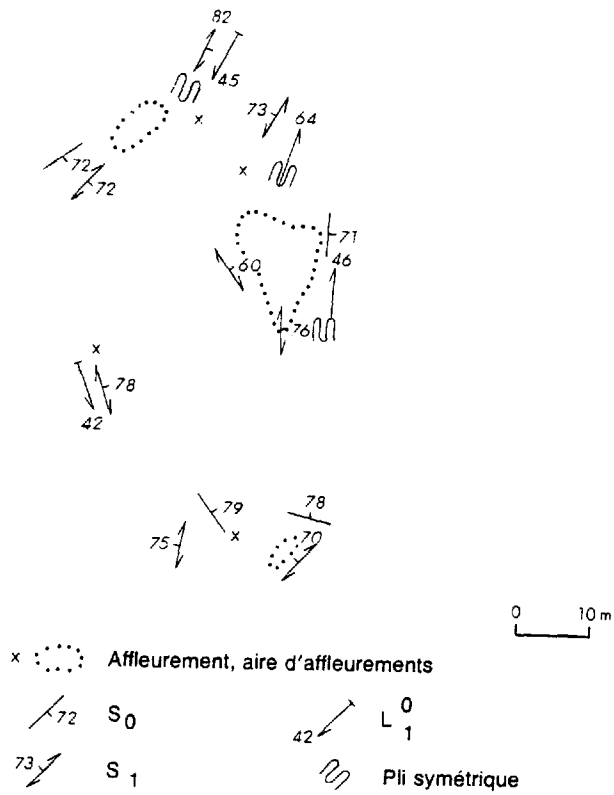 82
45
73
64
72
72
71
60
46
76
x
x
x
78
42
79
78
75
x
70
0 10 m
x Affleurement, aire d'affleurements
72 S0
42 L 0 1
73 S 1
Pli symétrique